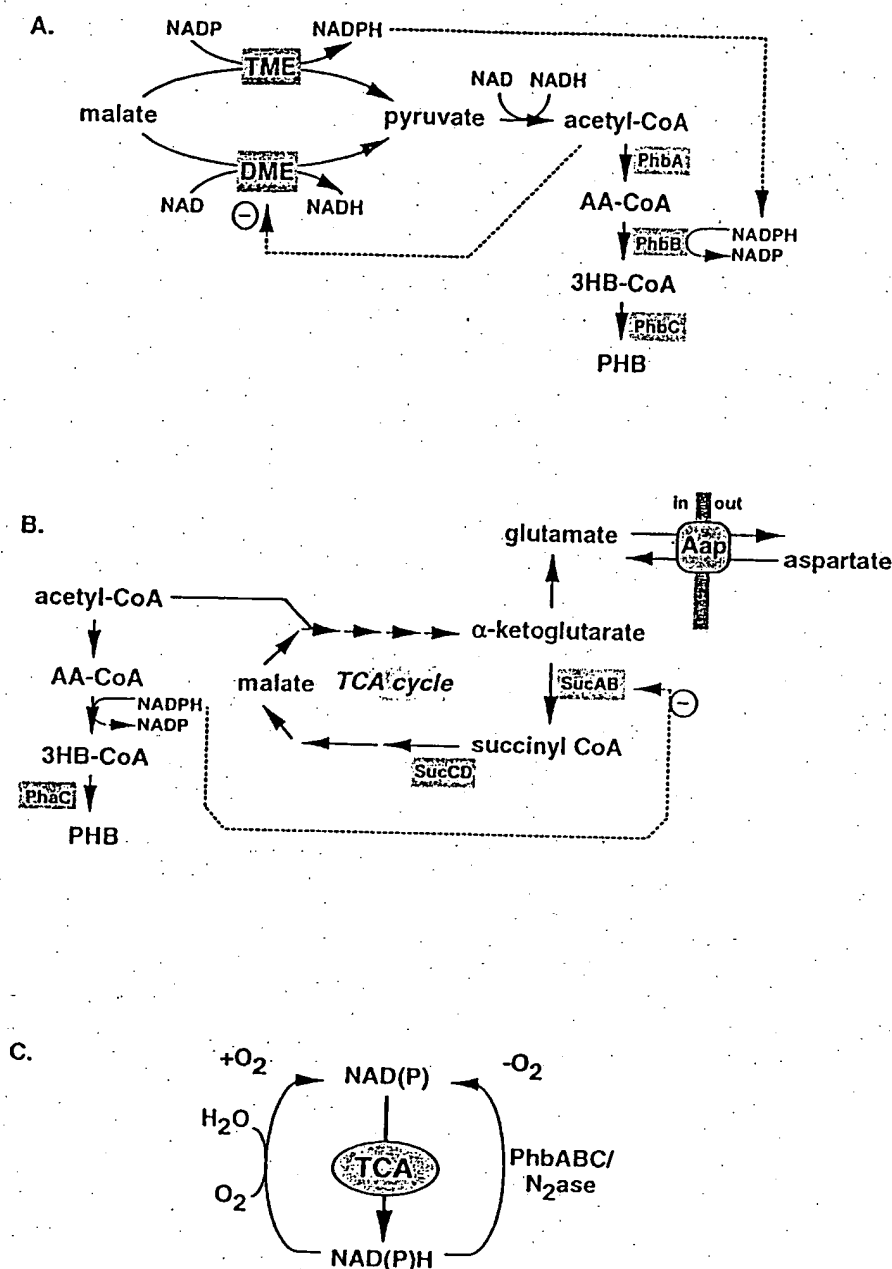 A.
NADP NADPH
TME
malate pyruvate NAD NADH acetyl-CoA
DME
NAD NADH
−
PhbA
AA-CoA
PhbB NADPH
NADP
3HB-CoA
PhbC
PHB
B.
in out
glutamate Aap aspartate
acetyl-CoA
α-ketoglutarate
AA-CoA malate TCA cycle SucAB −
NADPH
NADP
3HB-CoA succinyl CoA
SucCD
PhaC
PHB
C.
+O2 NAD(P) -O2
H2O
TCA PhbABC/
N2ase
O2
NAD(P)H